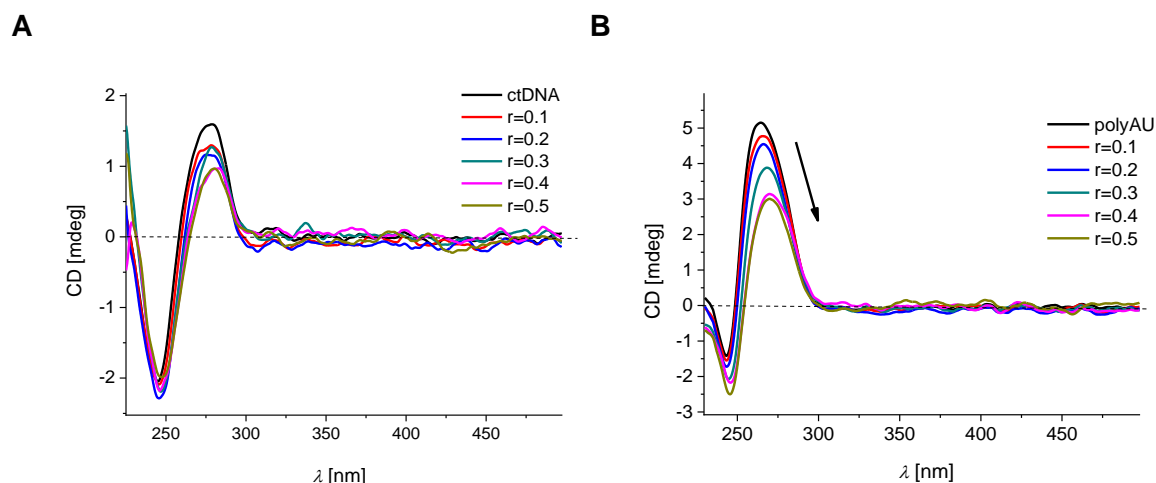 A
B
ctDNA
r=0.1
r=0.2
r=0.3
r=0.4
r=0.5
2
1
0
-1
-2
CD [mdeg]
250 300 350 400 450
λ [nm]
polyAU
r=0.1
r=0.2
r=0.3
r=0.4
r=0.5
5
4
3
2
1
0
-1
-2
-3
CD [mdeg]
250 300 350 400 450
λ [nm]